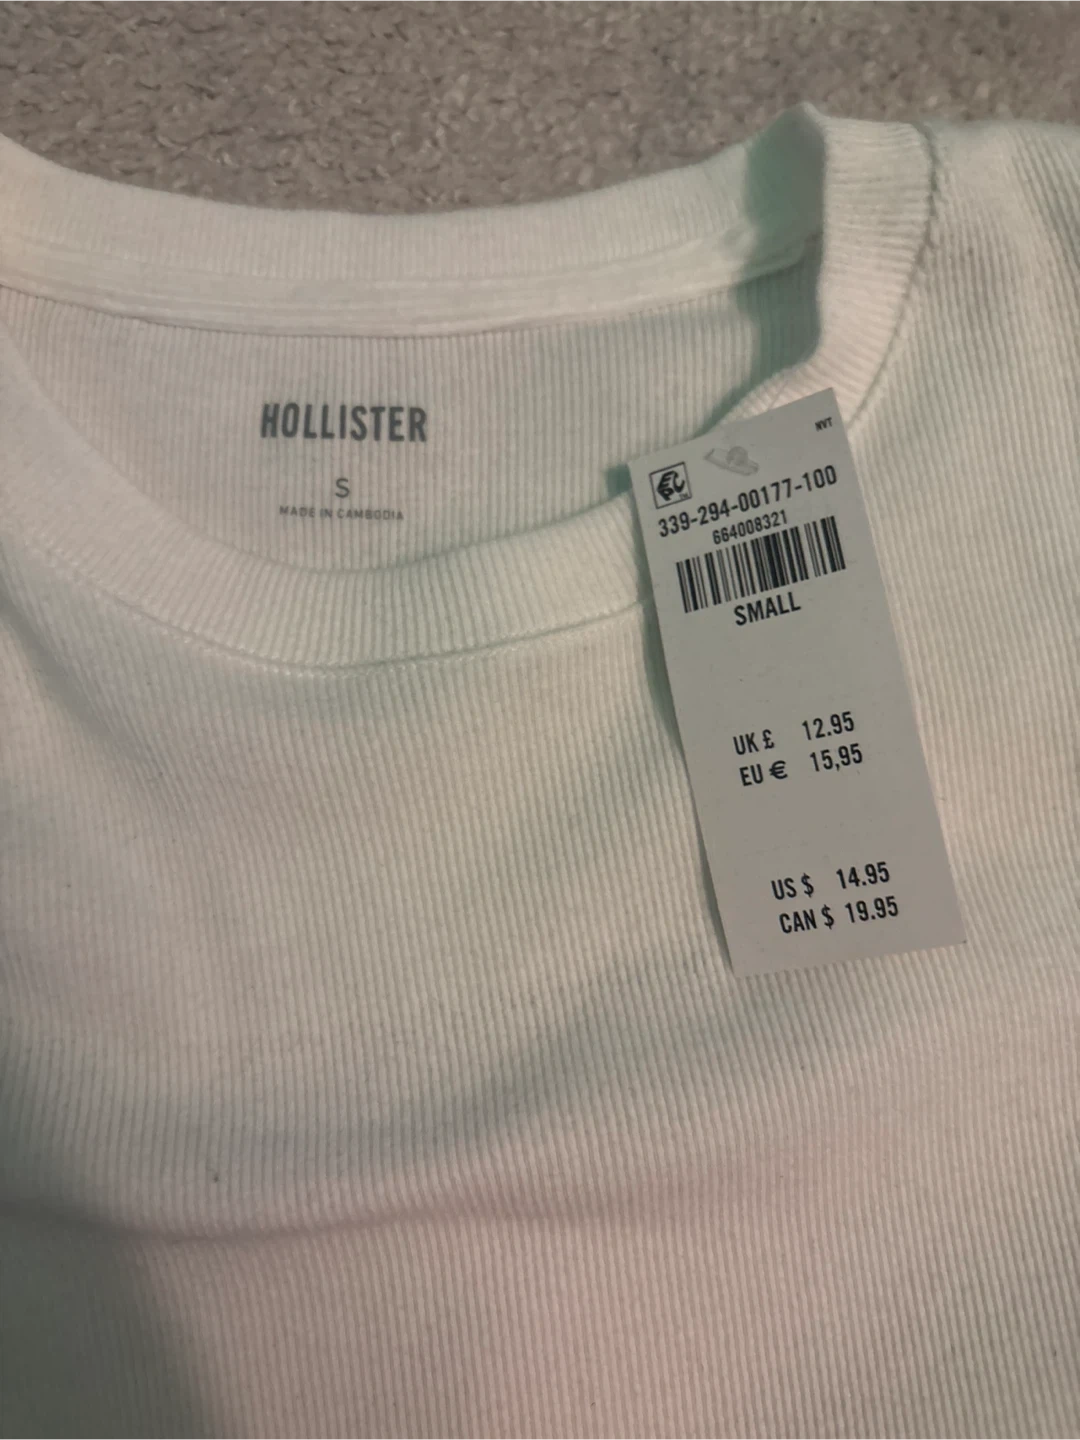 HOLLISTER
S
MADE IN CAMBODIA
NVT
339-294-00177-100
664008321
SMALL
UK £ 12.95
EU € 15,95
US $ 14.95
CAN $ 19.95